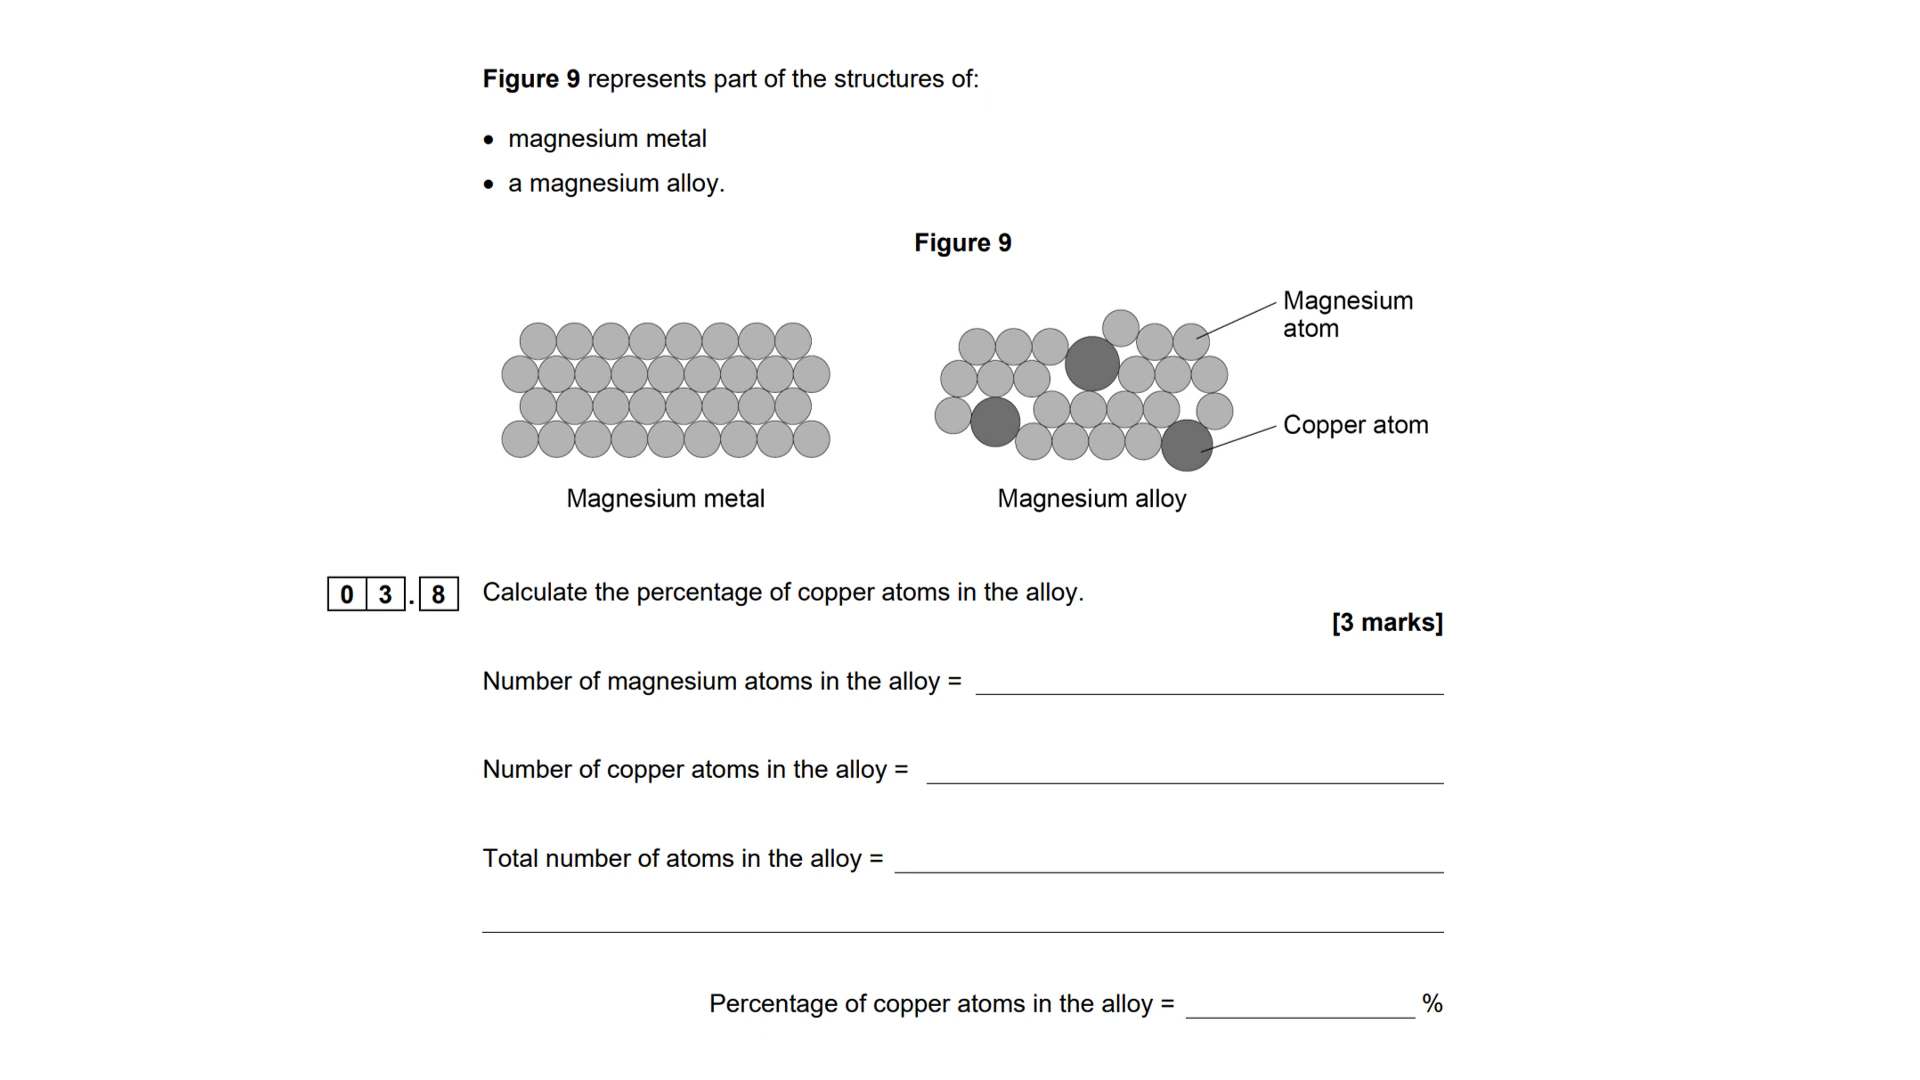 Figure 9 represents part of the structures of:
• magnesium metal
• a magnesium alloy.
Figure 9
Magnesium
atom
Copper atom
Magnesium metal
Magnesium alloy
0 3 . 8 Calculate the percentage of copper atoms in the alloy.
[3 marks]
Number of magnesium atoms in the alloy =
Number of copper atoms in the alloy =
Total number of atoms in the alloy =
Percentage of copper atoms in the alloy = %